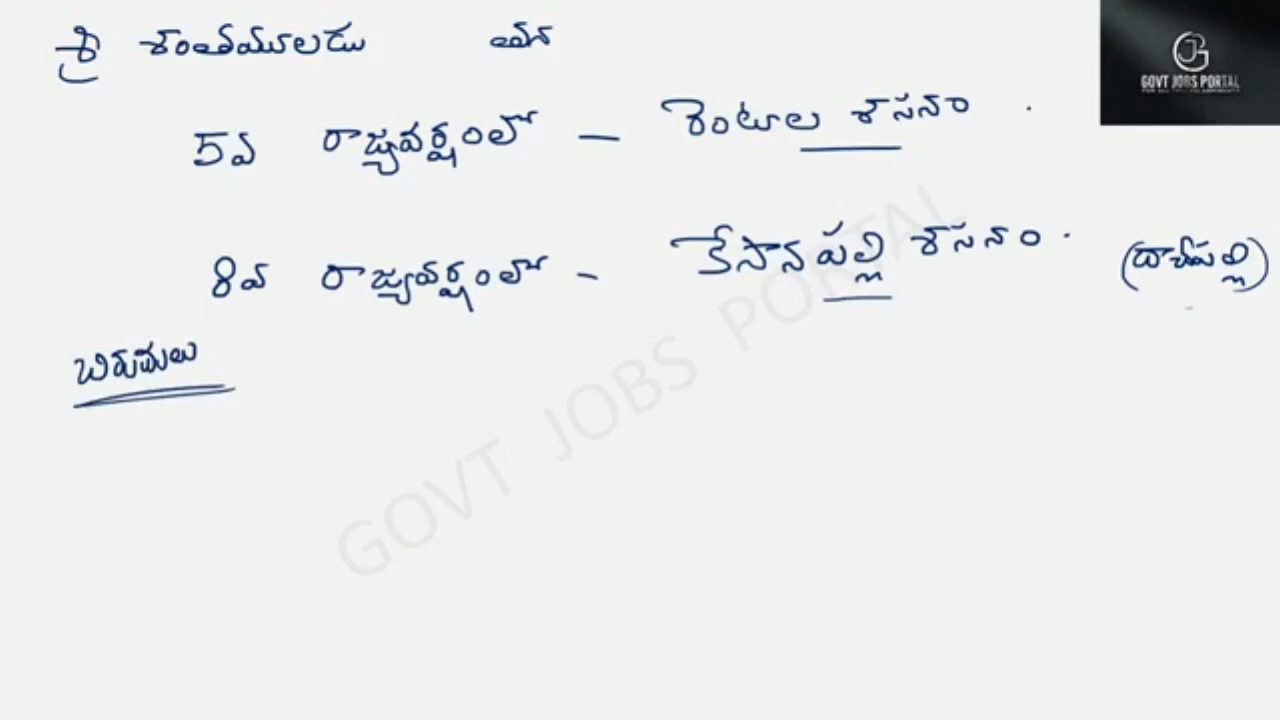 శ్రీ శాంతమూలుడు యొ
GOVT JOBS PORTAL
5వ రాజ్యవర్షంలో – రెంటాల శాసనం .
8వ రాజ్యవర్షంలో – కేసానపల్లి శాసనం . (దాచేపల్లి)
బిరుదులు
GOVT JOBS PORTAL